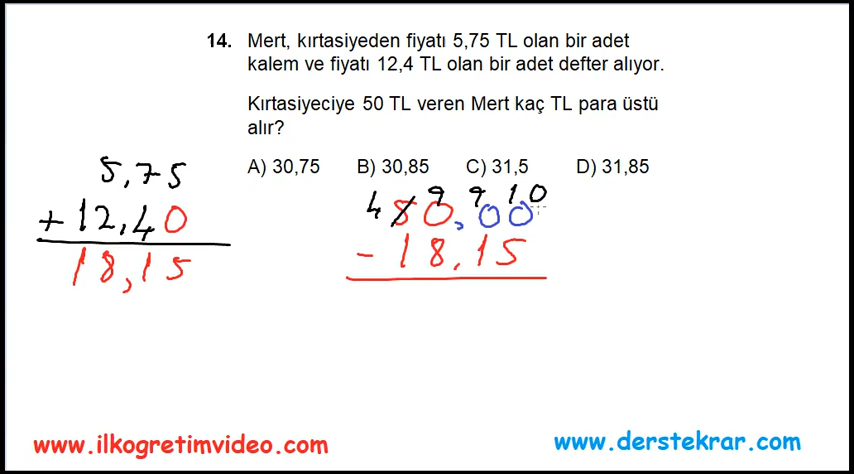 14. Mert, kırtasiyeden fiyatı 5,75 TL olan bir adet
kalem ve fiyatı 12,4 TL olan bir adet defter alıyor.
Kırtasiyeciye 50 TL veren Mert kaç TL para üstü
alır?
A) 30,75 B) 30,85 C) 31,5 D) 31,85
5,75
+ 12,40
18,15
4 9 9 10
50,00
- 18,15
www.ilkogretimvideo.com
www.derstekrar.com